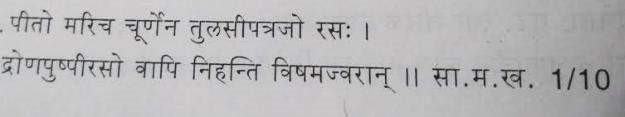 . पीतो मरिच चूर्णेन तुलसीपत्रजो रसः ।
द्रोणपुष्पीरसो वापि निहन्ति विषमज्वरान् ।। सा.म.ख. 1/10